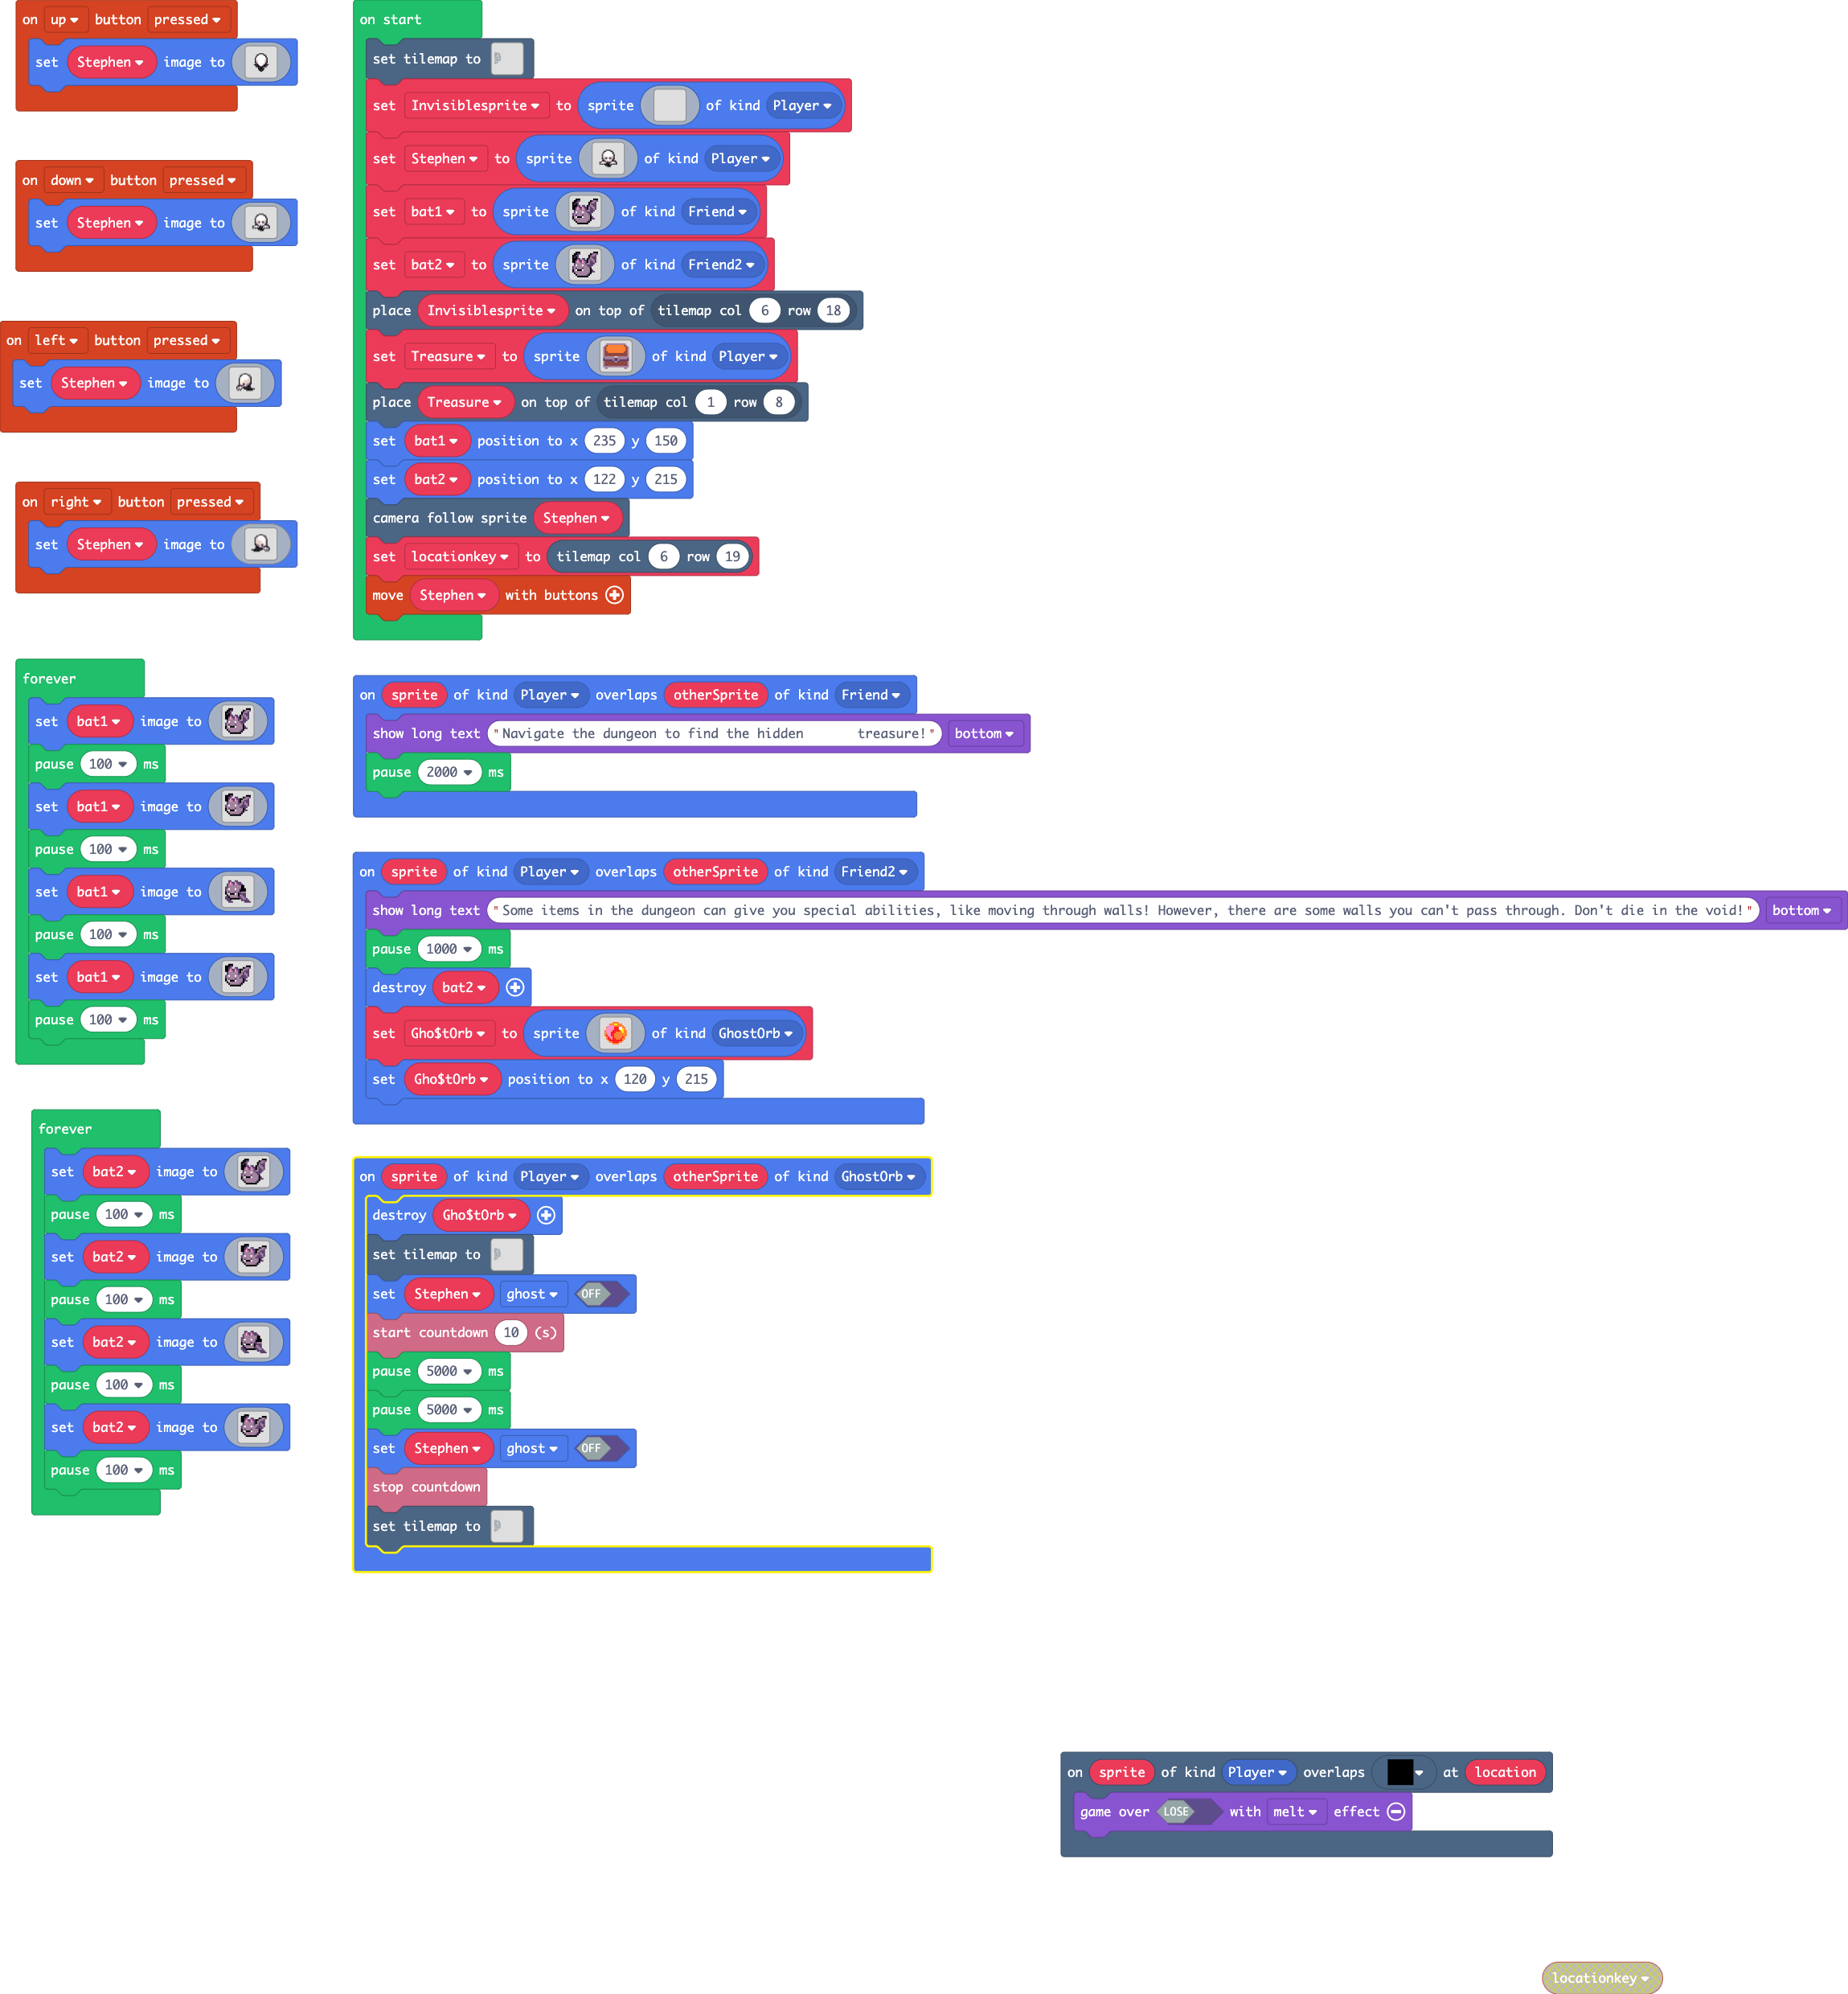 on up button pressed
set Stephen image to
on down button pressed
set Stephen image to
on left button pressed
set Stephen image to
on right button pressed
set Stephen image to
forever
set bat1 image to
pause 100 ms
set bat1 image to
pause 100 ms
set bat1 image to
pause 100 ms
set bat1 image to
pause 100 ms
forever
set bat2 image to
pause 100 ms
set bat2 image to
pause 100 ms
set bat2 image to
pause 100 ms
set bat2 image to
pause 100 ms
on start
set tilemap to
set Invisiblesprite to sprite of kind Player
set Stephen to sprite of kind Player
set bat1 to sprite of kind Friend
set bat2 to sprite of kind Friend2
place Invisiblesprite on top of tilemap col 6 row 18
set Treasure to sprite of kind Player
place Treasure on top of tilemap col 1 row 8
set bat1 position to x 235 y 150
set bat2 position to x 122 y 215
camera follow sprite Stephen
set locationkey to tilemap col 6 row 19
move Stephen with buttons
on sprite of kind Player overlaps otherSprite of kind Friend
show long text "Navigate the dungeon to find the hidden treasure!" bottom
pause 2000 ms
on sprite of kind Player overlaps otherSprite of kind Friend2
show long text "Some items in the dungeon can give you special abilities, like moving through walls! However, there are some walls you can't pass through. Don't die in the void!" bottom
pause 1000 ms
destroy bat2
set Gho$tOrb to sprite of kind GhostOrb
set Gho$tOrb position to x 120 y 215
on sprite of kind Player overlaps otherSprite of kind GhostOrb
destroy Gho$tOrb
set tilemap to
set Stephen ghost OFF
start countdown 10 (s)
pause 5000 ms
pause 5000 ms
set Stephen ghost OFF
stop countdown
set tilemap to
on sprite of kind Player overlaps at location
game over LOSE with melt effect
locationkey